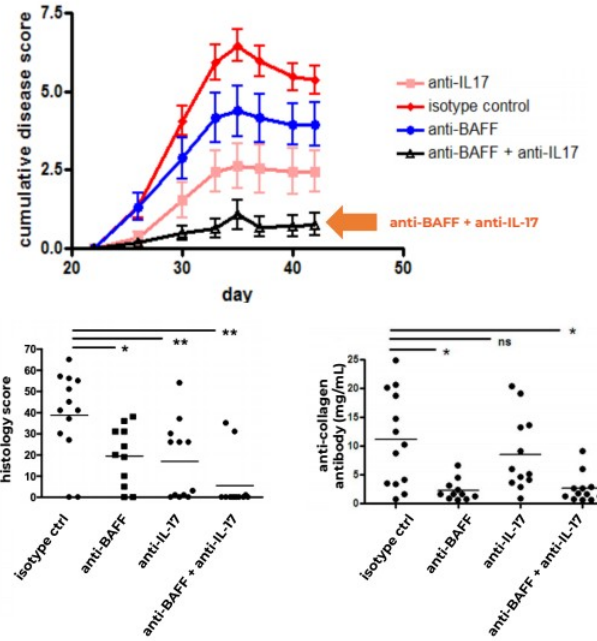 cumulative disease score
7.5
5.0
2.5
0.0
20
30
40
50
day
anti-IL17
isotype control
anti-BAFF
anti-BAFF + anti-IL17
anti-BAFF + anti-IL-17
histology score
70
60
50
40
30
20
10
0
*
**
**
isotype ctrl
anti-BAFF
anti-IL-17
anti-BAFF + anti-IL-17
anti-collagen
antibody (mg/mL)
25
20
15
10
5
0
*
ns
*
isotype ctrl
anti-BAFF
anti-IL-17
anti-BAFF + anti-IL-17